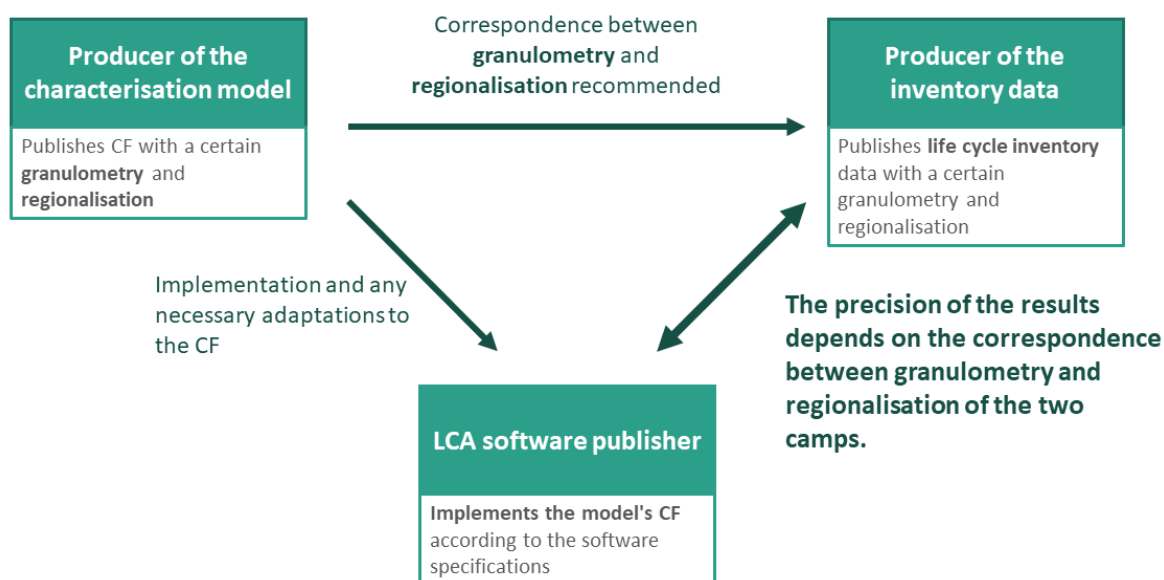 Correspondence between
granulometry and
regionalisation recommended
Producer of the
characterisation model
Publishes CF with a certain
granulometry and
regionalisation
Producer of the
inventory data
Publishes life cycle inventory
data with a certain
granulometry and
regionalisation
Implementation and any
necessary adaptations to
the CF
The precision of the results
depends on the correspondence
between granulometry and
regionalisation of the two
camps.
LCA software publisher
Implements the model's CF
according to the software
specifications